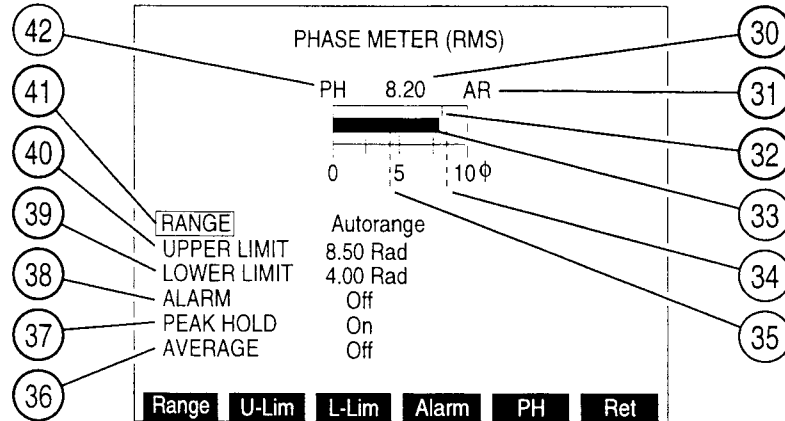 42
PHASE METER (RMS)
30
41
PH 8.20 AR
31
40
32
0 5 10 ϕ
39
RANGE Autorange
33
UPPER LIMIT 8.50 Rad
LOWER LIMIT 4.00 Rad
38
ALARM Off
34
37
PEAK HOLD On
35
AVERAGE Off
36
Range U-Lim L-Lim Alarm PH Ret